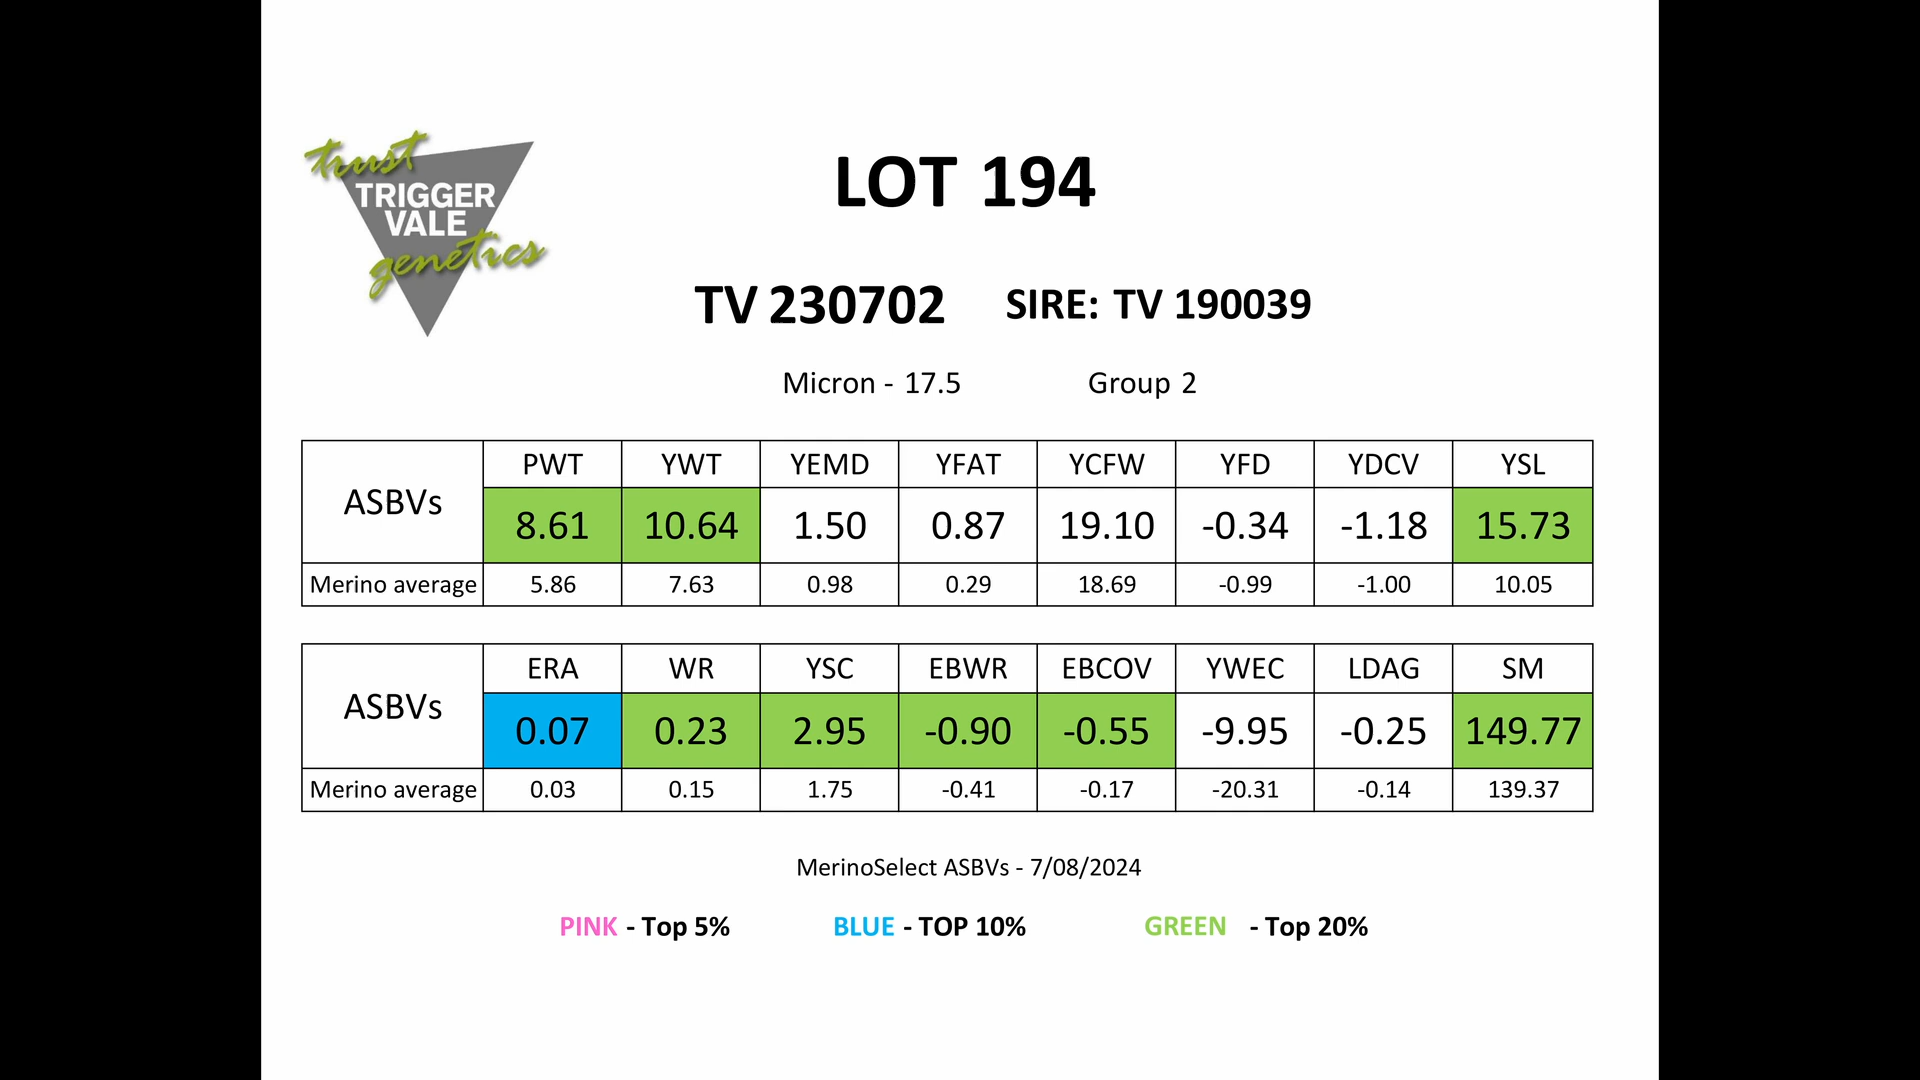 trust
TRIGGER
VALE
genetics
LOT 194
TV 230702 SIRE: TV 190039
Micron - 17.5 Group 2
ASBVs PWT YWT YEMD YFAT YCFW YFD YDCV YSL
8.61 10.64 1.50 0.87 19.10 -0.34 -1.18 15.73
Merino average 5.86 7.63 0.98 0.29 18.69 -0.99 -1.00 10.05
ASBVs ERA WR YSC EBWR EBCOV YWEC LDAG SM
0.07 0.23 2.95 -0.90 -0.55 -9.95 -0.25 149.77
Merino average 0.03 0.15 1.75 -0.41 -0.17 -20.31 -0.14 139.37
MerinoSelect ASBVs - 7/08/2024
PINK - Top 5% BLUE - TOP 10% GREEN - Top 20%